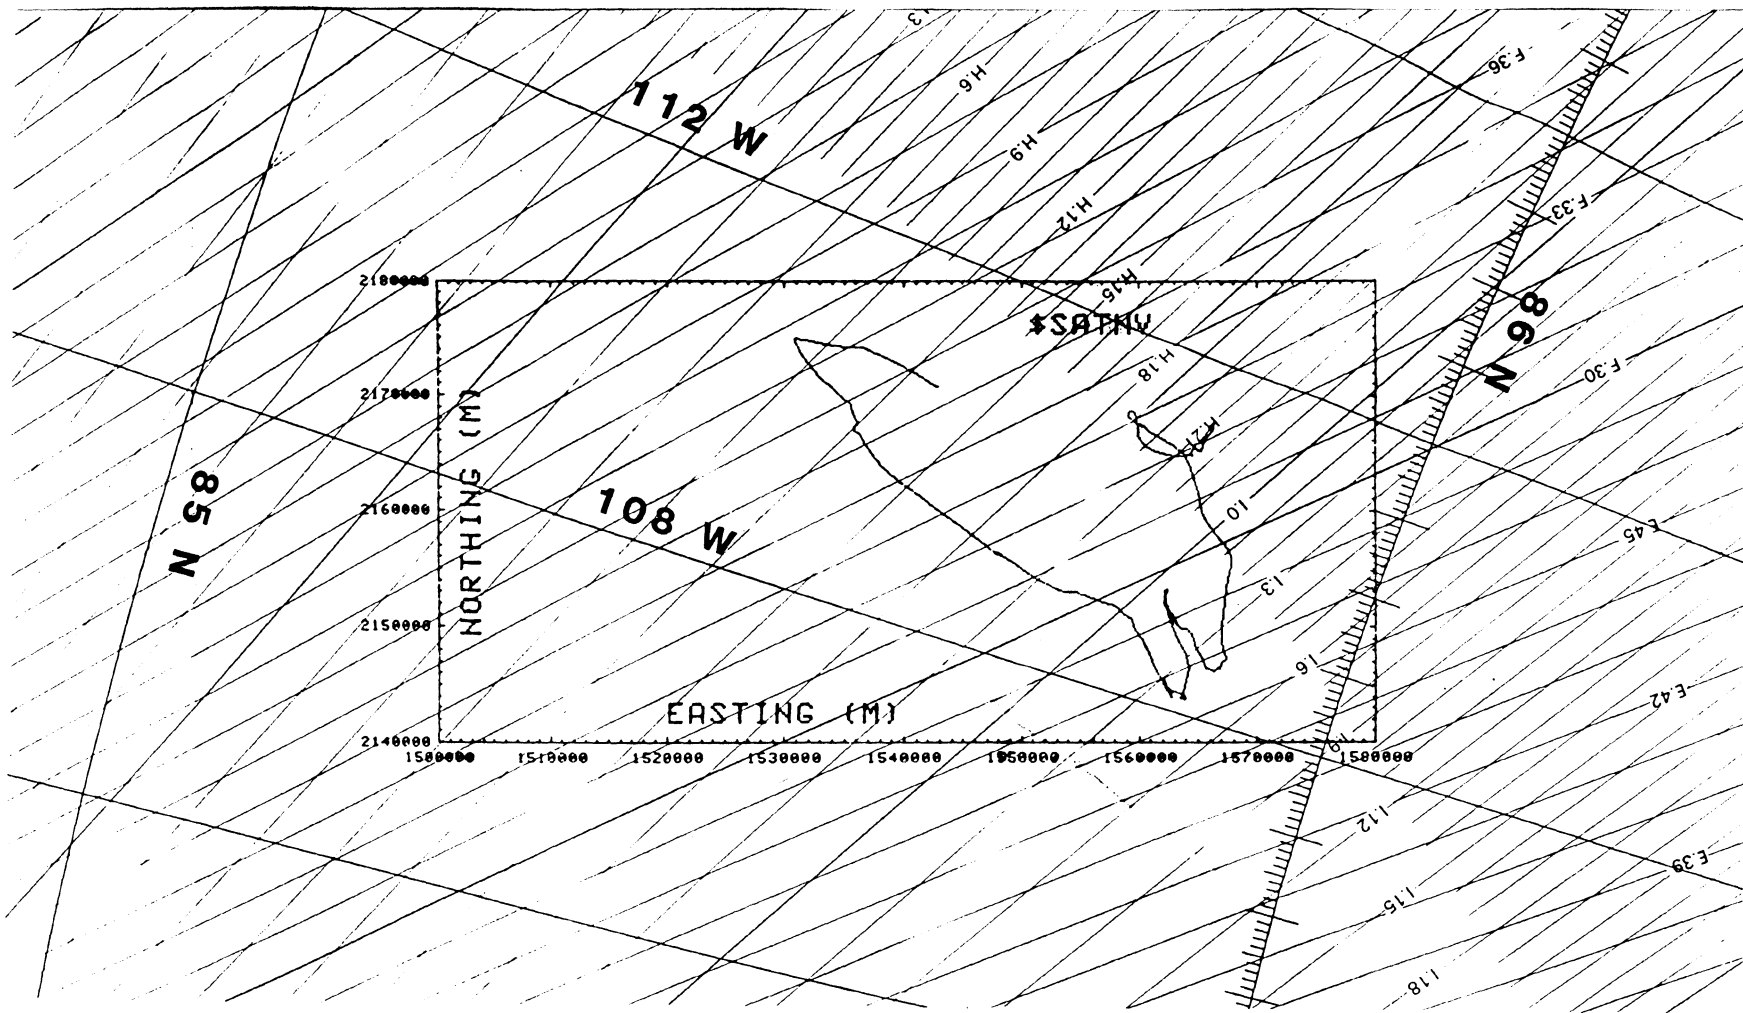 H.3
F.36
H.6
112 W
H.9
H.12
F.33
H.15
2180000
86 N
$SATNV
H.18
F.30
2170000
NORTHING (M)
H.21
85 N
108 W
2160000
I.0
E.45
I.3
2150000
I.6
E.42
EASTING (M)
2140000
I.9
1500000 1510000 1520000 1530000 1540000 1550000 1560000 1570000 1580000
I.12
E.39
I.15
I.18